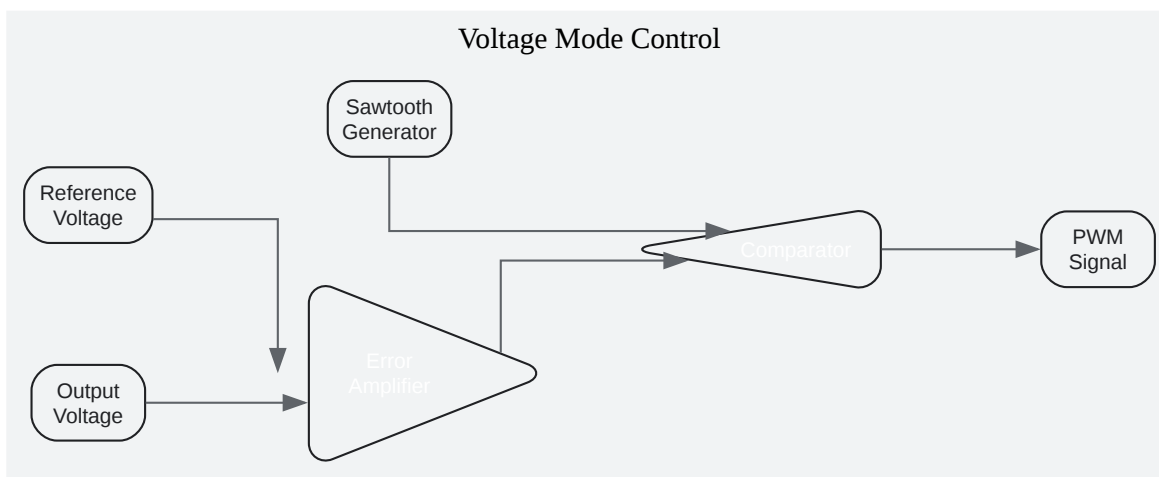 Voltage Mode Control
Sawtooth
Generator
Reference
Voltage
Comparator
PWM
Signal
Error
Amplifier
Output
Voltage